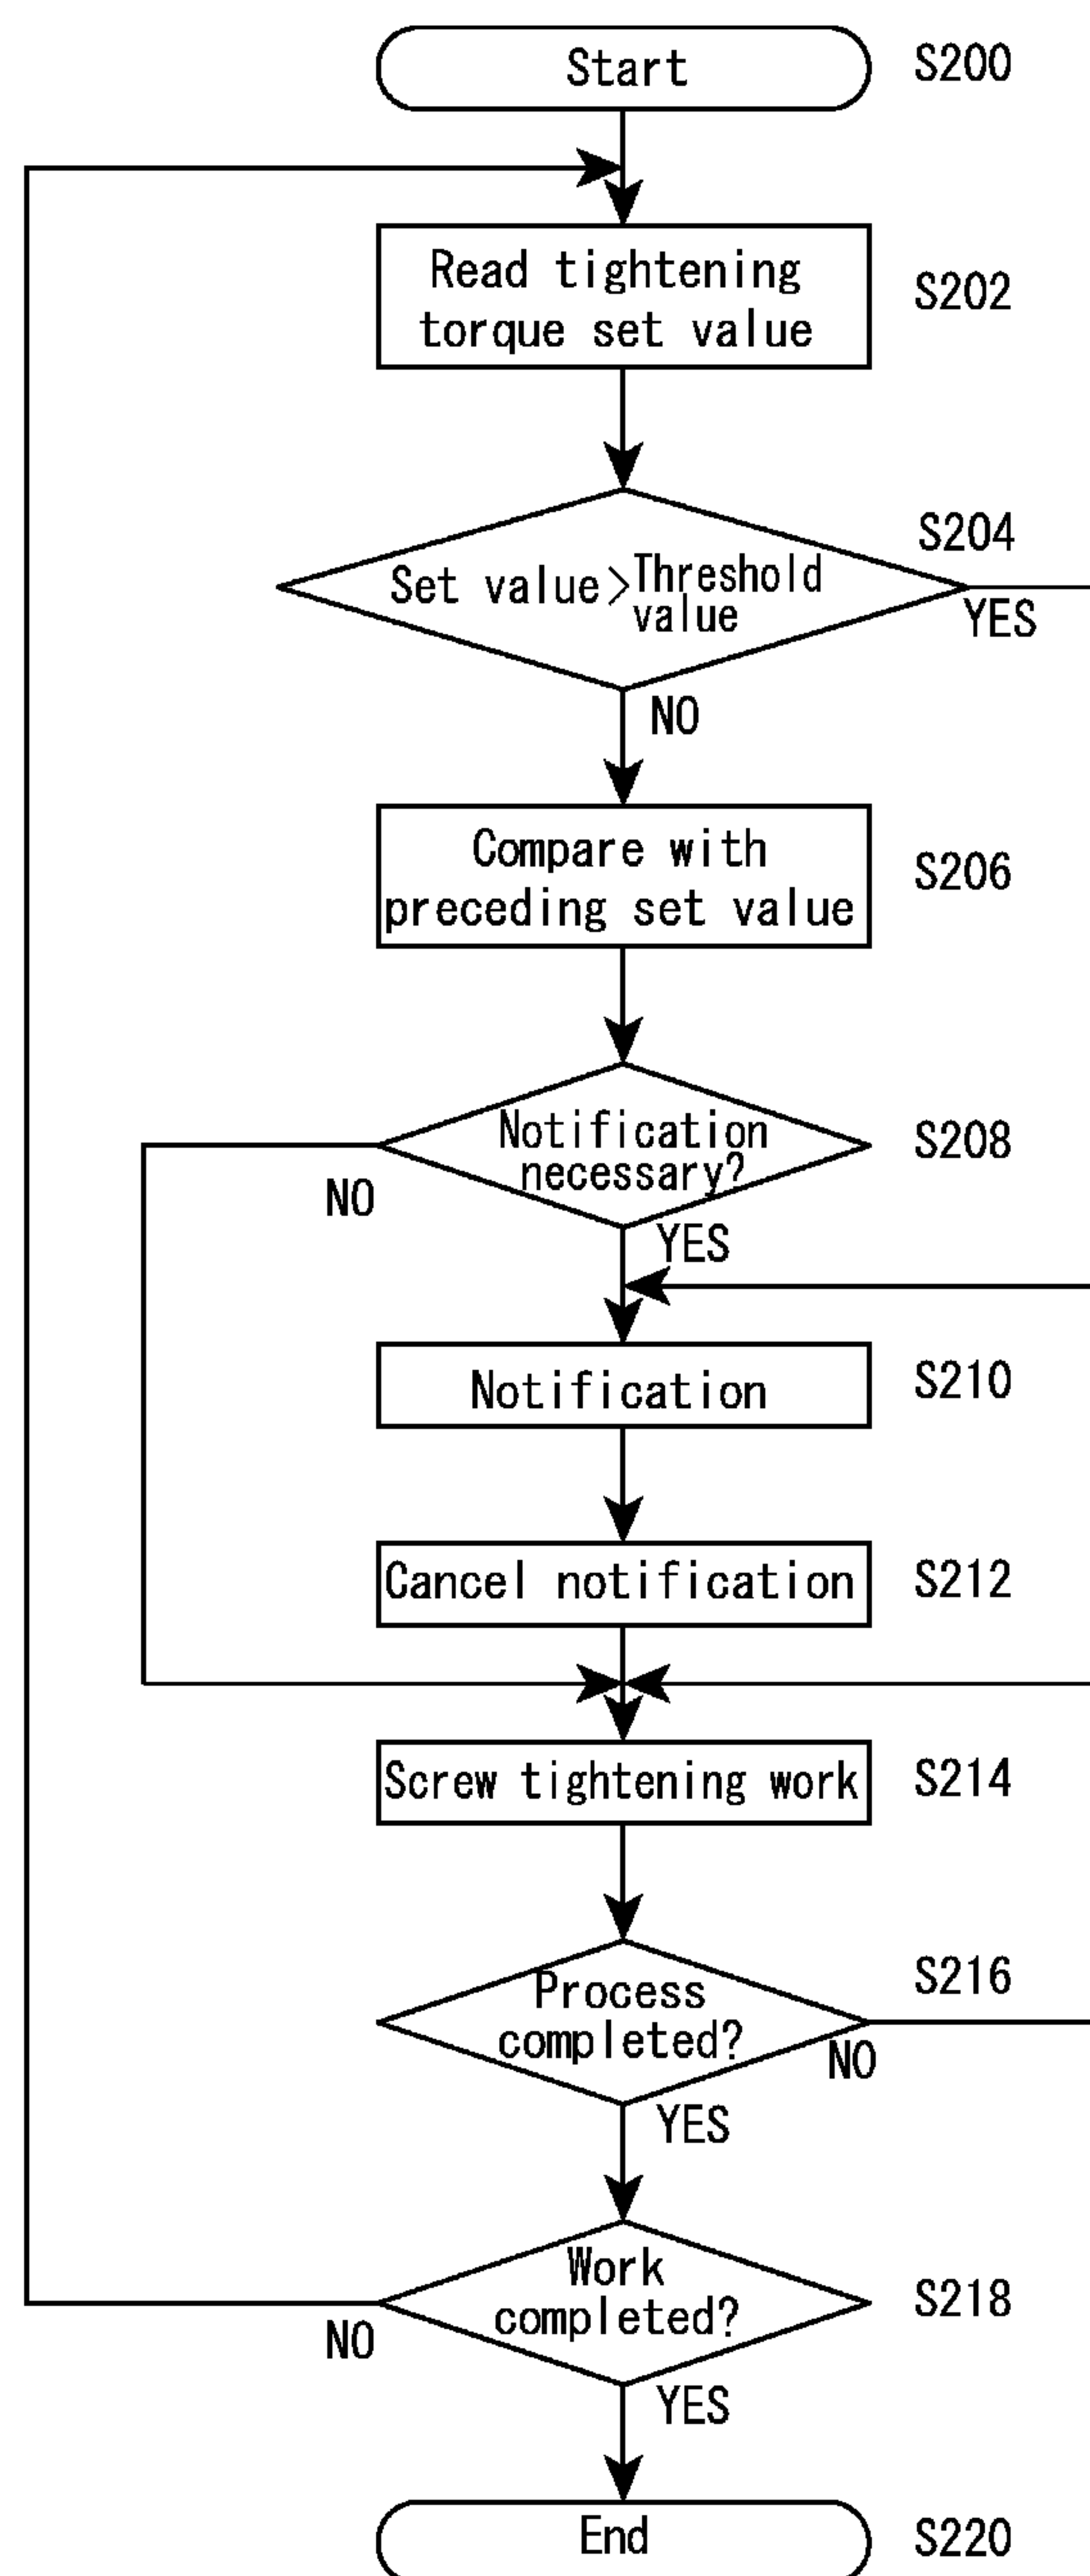 Start
S200
Read tightening
torque set value
S202
Set value > Threshold
value
S204
YES
NO
Compare with
preceding set value
S206
Notification
necessary?
S208
NO
YES
Notification
S210
Cancel notification
S212
Screw tightening work
S214
Process
completed?
S216
NO
YES
Work
completed?
S218
NO
YES
End
S220